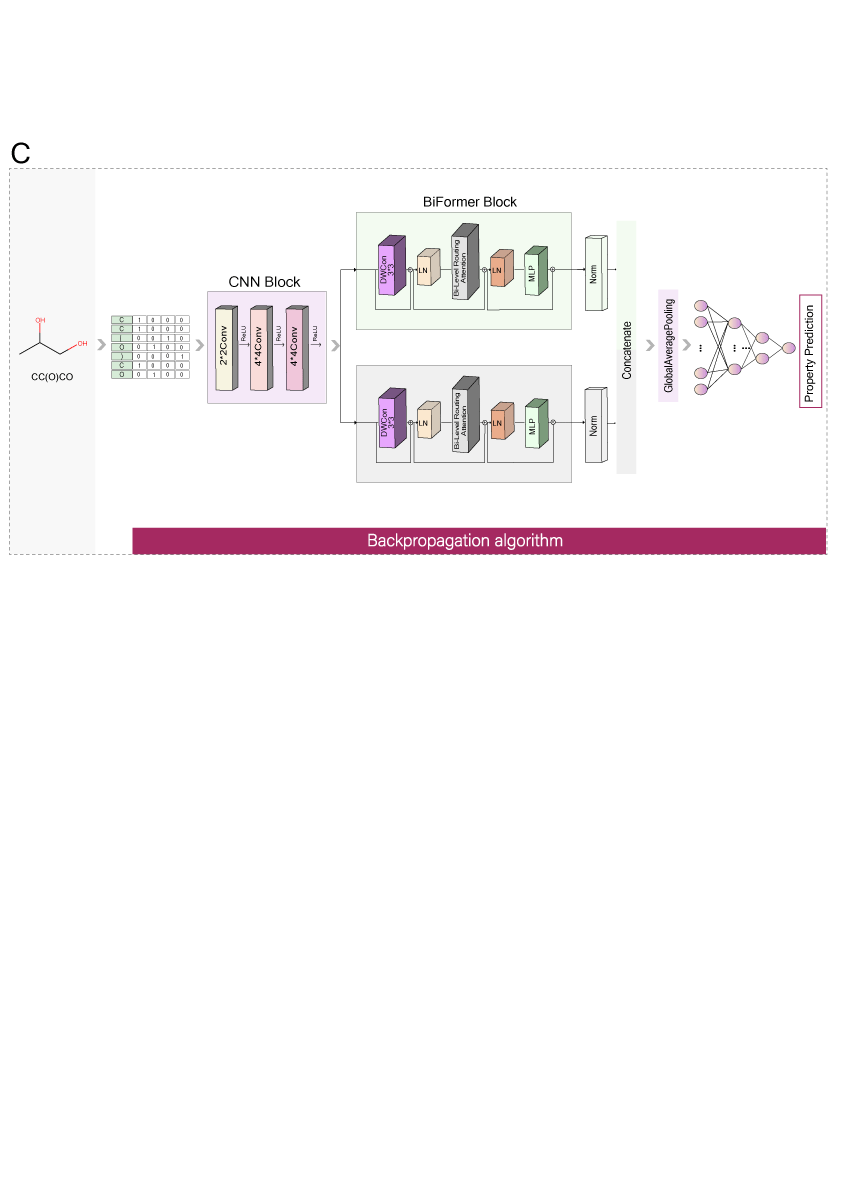 C
OH
OH
CC(O)CO
C 1 0 0 0
C 1 0 0 0
( 0 0 1 0
O 0 1 0 0
) 0 0 0 1
C 1 0 0 0
O 0 1 0 0
CNN Block
2*2Conv
ReLU
4*4Conv
ReLU
4*4Conv
ReLU
BiFormer Block
DWCon
3*3
LN
Bi-Level Routing
Attention
LN
MLP
Norm
DWCon
3*3
LN
Bi-Level Routing
Attention
LN
MLP
Norm
Concatenate
GlobalAveragePooling
...
... ...
Property Prediction
Backpropagation algorithm